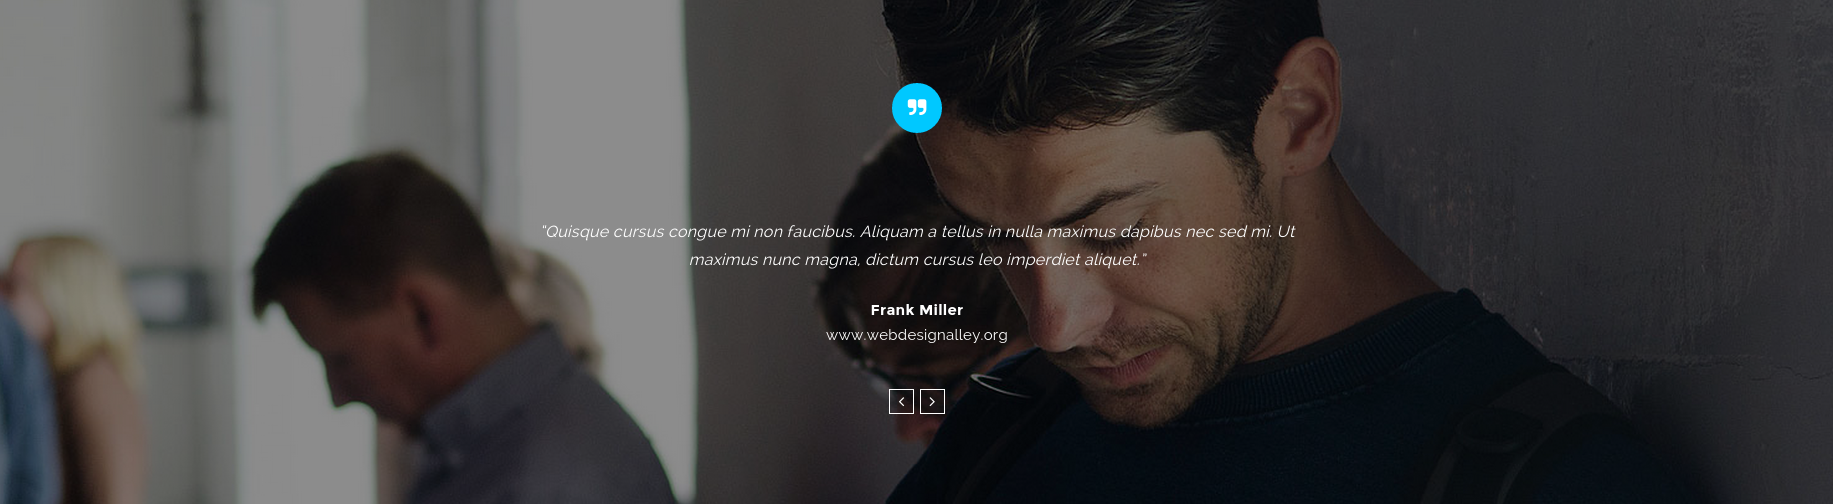 "Quisque cursus congue mi non faucibus. Aliquam a tellus in nulla maximus dapibus nec sed mi. Ut
maximus nunc magna, dictum cursus leo imperdiet aliquet."
Frank Miller
www.webdesignalley.org